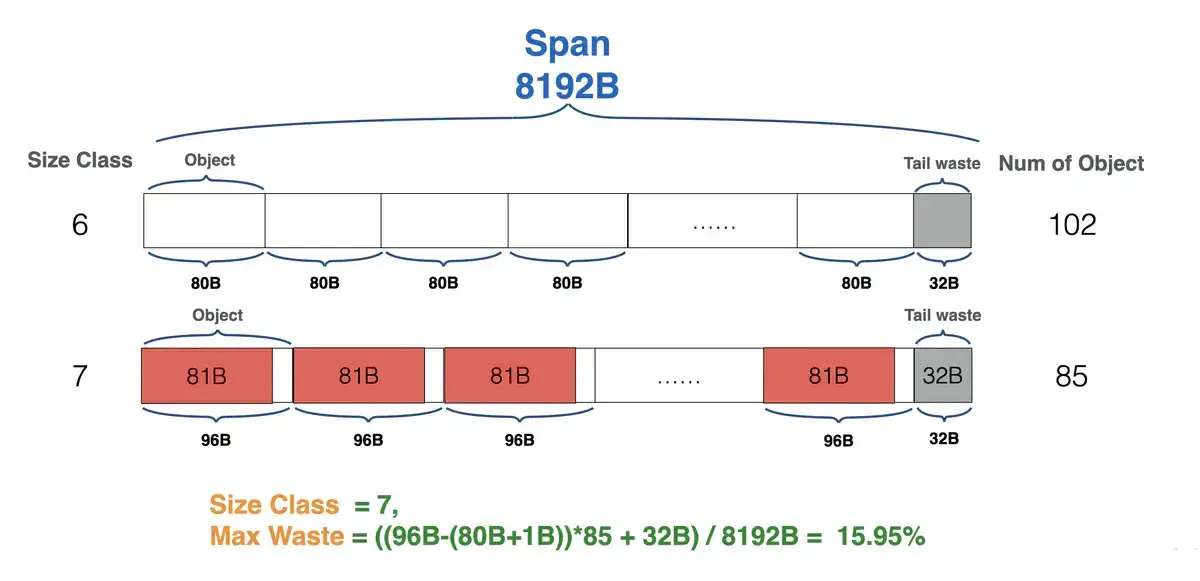 Span
8192B
Size Class
Object
Tail waste
Num of Object
6
......
102
80B
80B
80B
80B
80B
32B
Object
Tail waste
7
81B
81B
81B
......
81B
32B
85
96B
96B
96B
96B
32B
Size Class = 7,
Max Waste = ((96B-(80B+1B))*85 + 32B) / 8192B = 15.95%